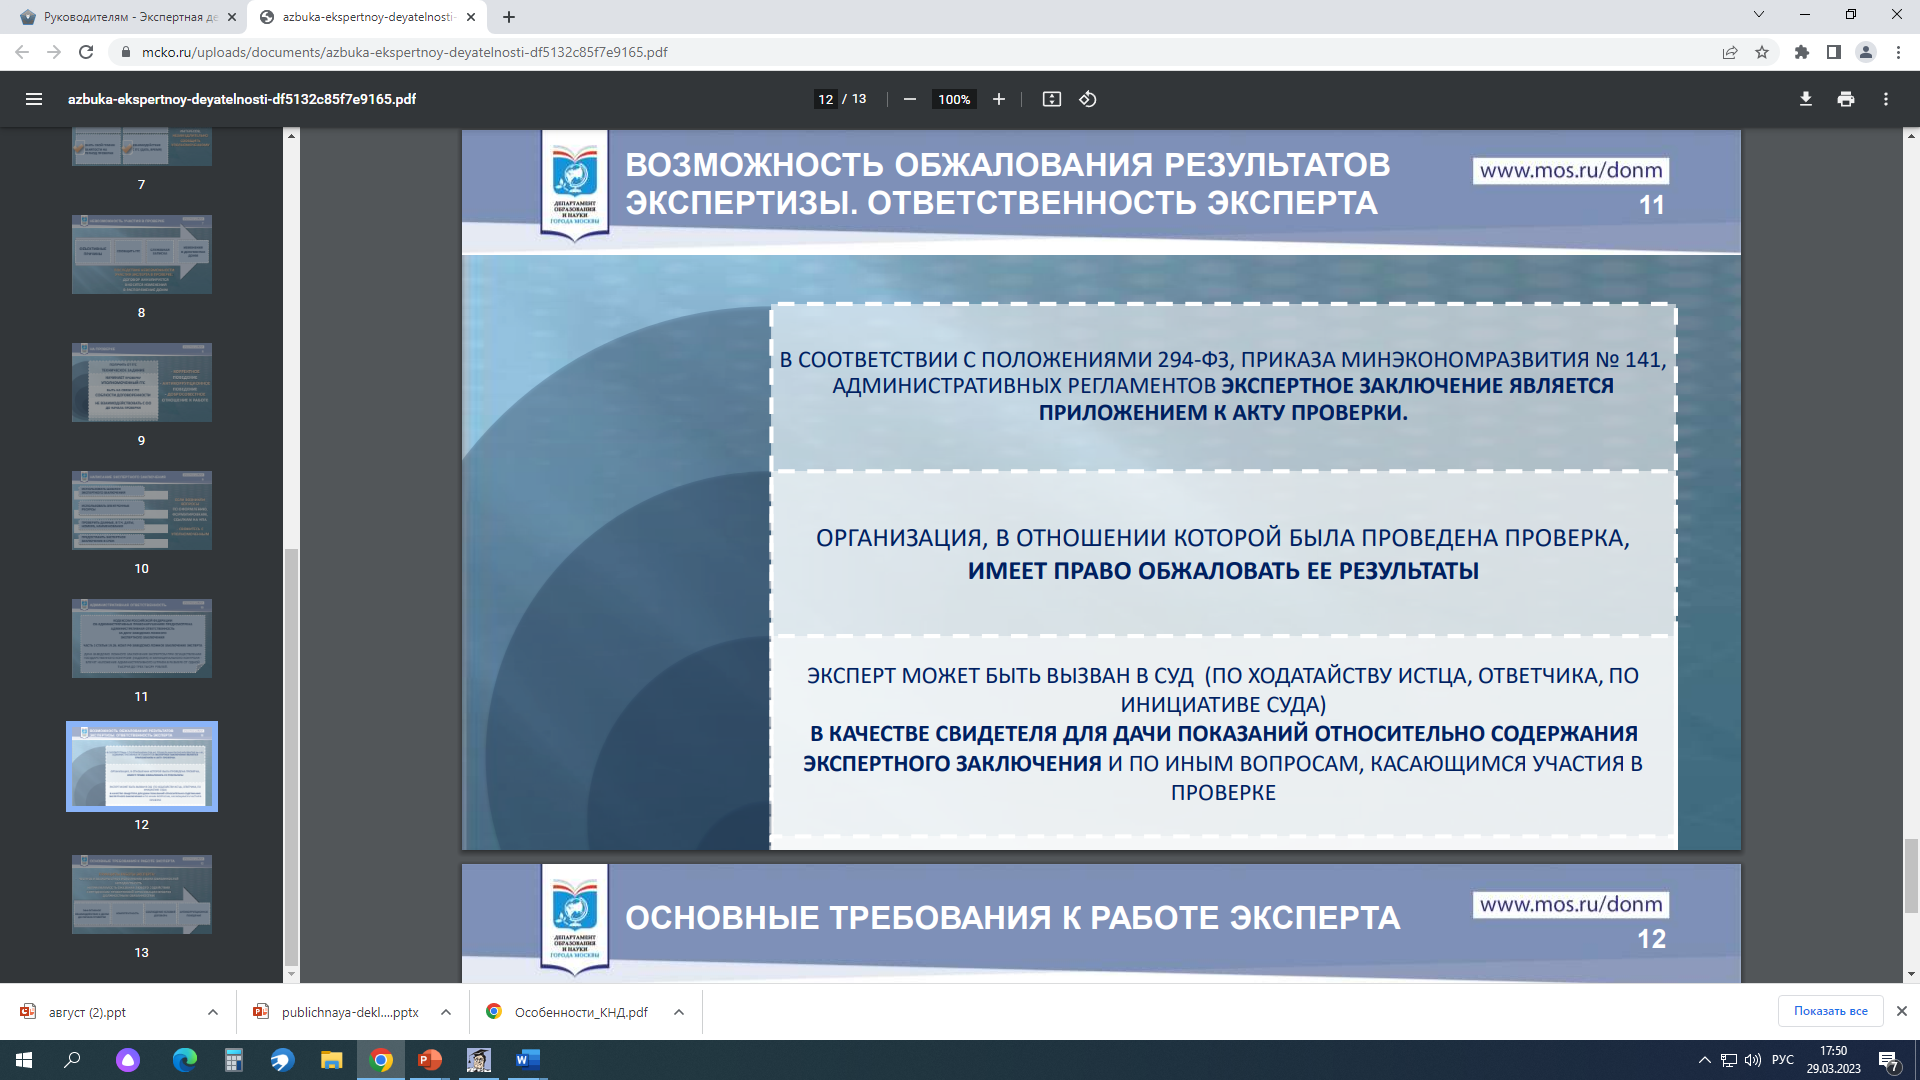 Руководителям - Экспертная де
azbuka-ekspertnoy-deyatelnosti-
mcko.ru/uploads/documents/azbuka-ekspertnoy-deyatelnosti-df5132c85f7e9165.pdf
azbuka-ekspertnoy-deyatelnosti-df5132c85f7e9165.pdf
12 / 13
100%
7
8
9
10
11
12
13
ДЕПАРТАМЕНТ
ОБРАЗОВАНИЯ
И НАУКИ
ГОРОДА МОСКВЫ
ВОЗМОЖНОСТЬ ОБЖАЛОВАНИЯ РЕЗУЛЬТАТОВ
ЭКСПЕРТИЗЫ. ОТВЕТСТВЕННОСТЬ ЭКСПЕРТА
www.mos.ru/donm
11
В СООТВЕТСТВИИ С ПОЛОЖЕНИЯМИ 294-ФЗ, ПРИКАЗА МИНЭКОНОМРАЗВИТИЯ № 141,
АДМИНИСТРАТИВНЫХ РЕГЛАМЕНТОВ ЭКСПЕРТНОЕ ЗАКЛЮЧЕНИЕ ЯВЛЯЕТСЯ
ПРИЛОЖЕНИЕМ К АКТУ ПРОВЕРКИ.
ОРГАНИЗАЦИЯ, В ОТНОШЕНИИ КОТОРОЙ БЫЛА ПРОВЕДЕНА ПРОВЕРКА,
ИМЕЕТ ПРАВО ОБЖАЛОВАТЬ ЕЕ РЕЗУЛЬТАТЫ
ЭКСПЕРТ МОЖЕТ БЫТЬ ВЫЗВАН В СУД (ПО ХОДАТАЙСТВУ ИСТЦА, ОТВЕТЧИКА, ПО
ИНИЦИАТИВЕ СУДА)
В КАЧЕСТВЕ СВИДЕТЕЛЯ ДЛЯ ДАЧИ ПОКАЗАНИЙ ОТНОСИТЕЛЬНО СОДЕРЖАНИЯ
ЭКСПЕРТНОГО ЗАКЛЮЧЕНИЯ И ПО ИНЫМ ВОПРОСАМ, КАСАЮЩИМСЯ УЧАСТИЯ В
ПРОВЕРКЕ
ДЕПАРТАМЕНТ
ОБРАЗОВАНИЯ
И НАУКИ
ГОРОДА МОСКВЫ
ОСНОВНЫЕ ТРЕБОВАНИЯ К РАБОТЕ ЭКСПЕРТА
www.mos.ru/donm
12
август (2).ppt
publichnaya-dekl....pptx
Особенности_КНД.pdf
Показать все
РУС
17:50
29.03.2023
7